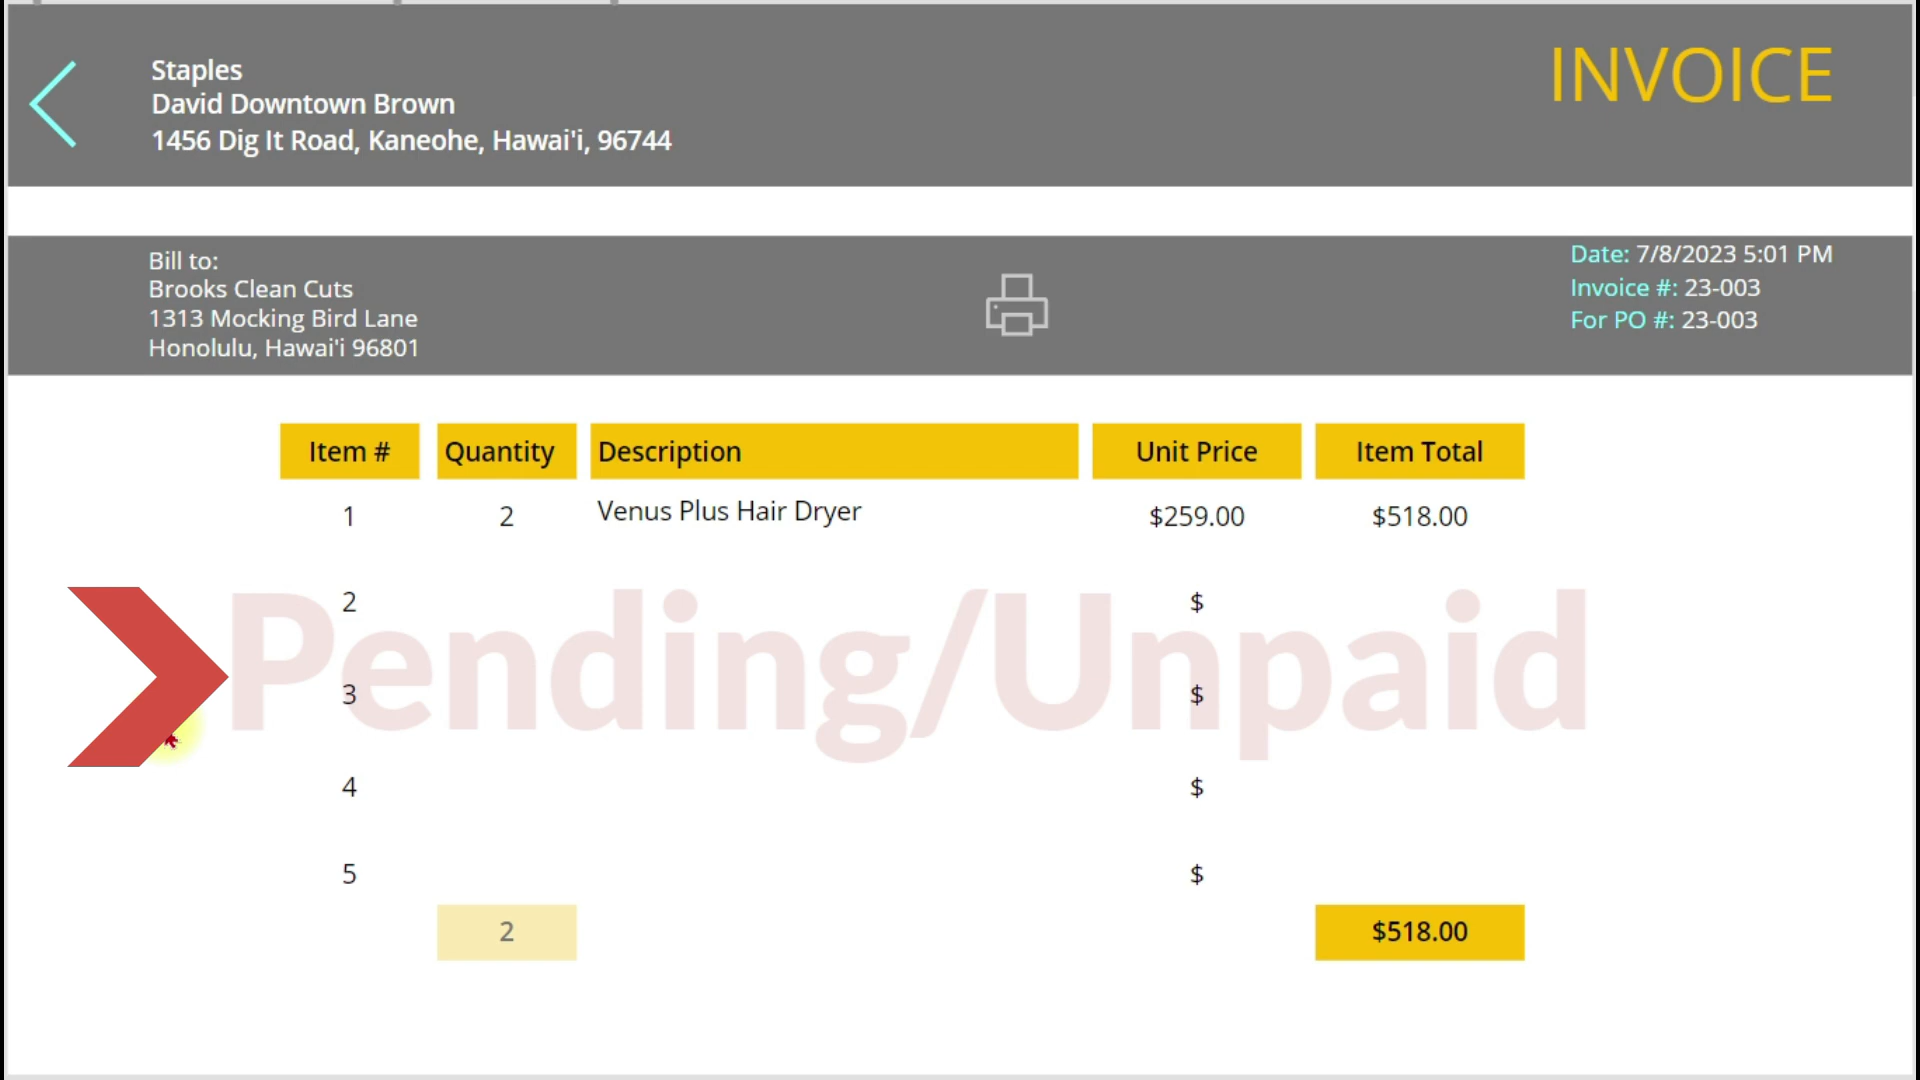 Staples
David Downtown Brown
1456 Dig It Road, Kaneohe, Hawai'i, 96744
INVOICE
Bill to:
Brooks Clean Cuts
1313 Mocking Bird Lane
Honolulu, Hawai'i 96801
Date: 7/8/2023 5:01 PM
Invoice #: 23-003
For PO #: 23-003
Item # Quantity Description Unit Price Item Total
1 2 Venus Plus Hair Dryer $259.00 $518.00
2 $
Pending/Unpaid
3 $
4 $
5 $
2 $518.00